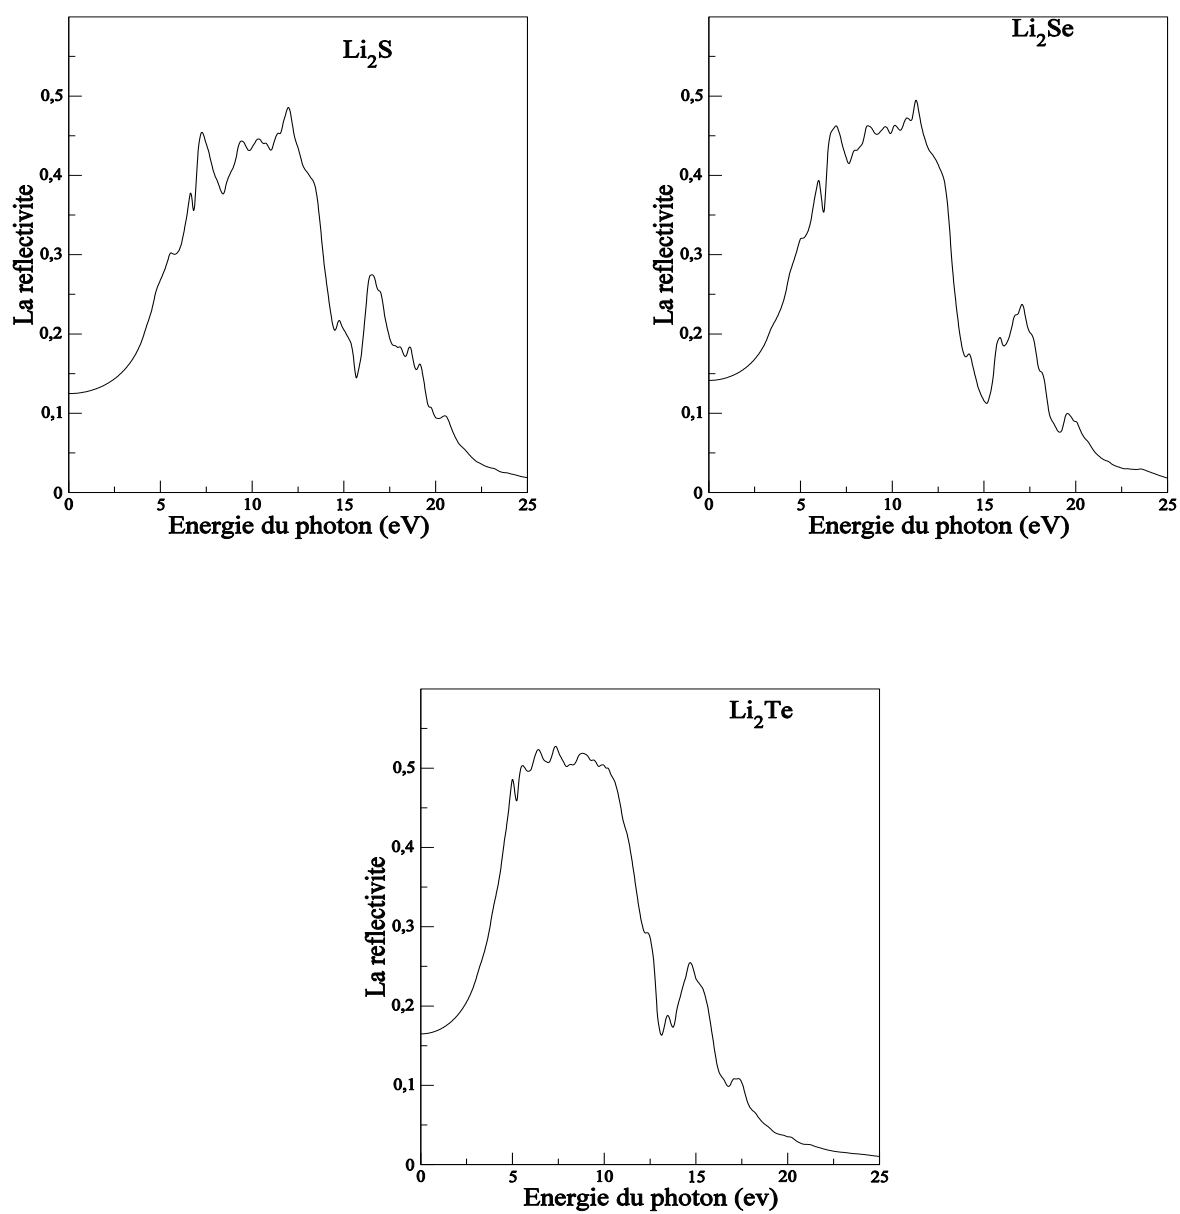 Li2S
La reflectivite
0,5
0,4
0,3
0,2
0,1
0
0 5 10 15 20 25
Energie du photon (eV)
Li2Se
La reflectivite
0,5
0,4
0,3
0,2
0,1
0
0 5 10 15 20 25
Energie du photon (eV)
Li2Te
La reflectivite
0,5
0,4
0,3
0,2
0,1
0
0 5 10 15 20 25
Energie du photon (ev)